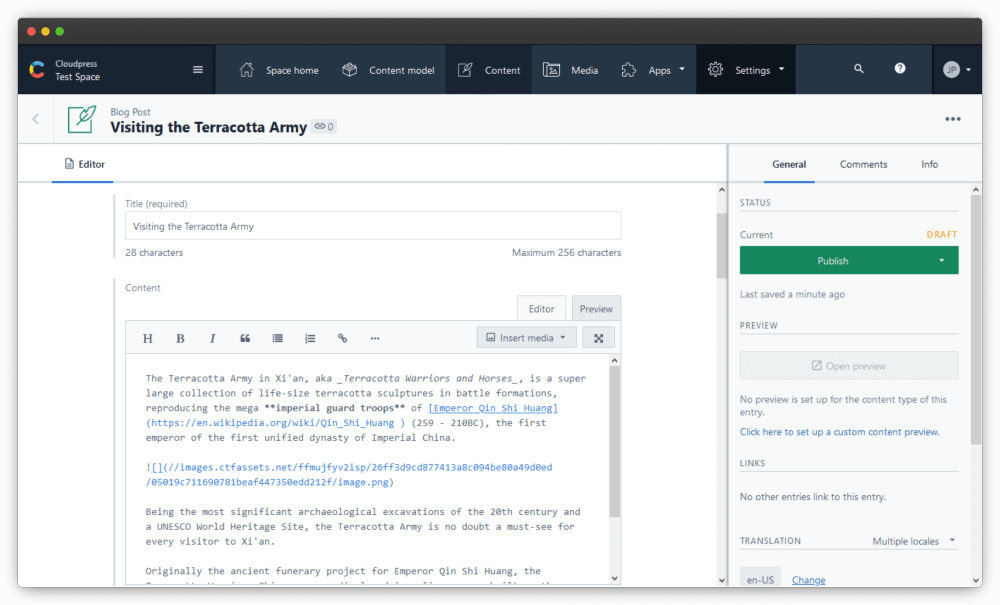 Cloudpress
Test Space
Space home
Content model
Content
Media
Apps
Settings
?
JP
Blog Post
Visiting the Terracotta Army
0
Editor
General
Comments
Info
Title (required)
Visiting the Terracotta Army
28 characters
Maximum 256 characters
Content
Editor
Preview
H
B
I
Insert media
The Terracotta Army in Xi'an, aka _Terracotta Warriors and Horses_, is a super
large collection of life-size terracotta sculptures in battle formations,
reproducing the mega **imperial guard troops** of [Emperor Qin Shi Huang]
(https://en.wikipedia.org/wiki/Qin_Shi_Huang ) (259 - 210BC), the first
emperor of the first unified dynasty of Imperial China.
![](//images.ctfassets.net/ffmujfyv2isp/26ff3d9cd877413a8c094be80a49d0ed
/05019c711690781beaf447350edd212f/image.png)
Being the most significant archaeological excavations of the 20th century and
a UNESCO World Heritage Site, the Terracotta Army is no doubt a must-see for
every visitor to Xi'an.
Originally the ancient funerary project for Emperor Qin Shi Huang, the
STATUS
Current
DRAFT
Publish
Last saved a minute ago
PREVIEW
Open preview
No preview is set up for the content type of this
entry.
Click here to set up a custom content preview.
LINKS
No other entries link to this entry.
TRANSLATION
Multiple locales
en-US
Change